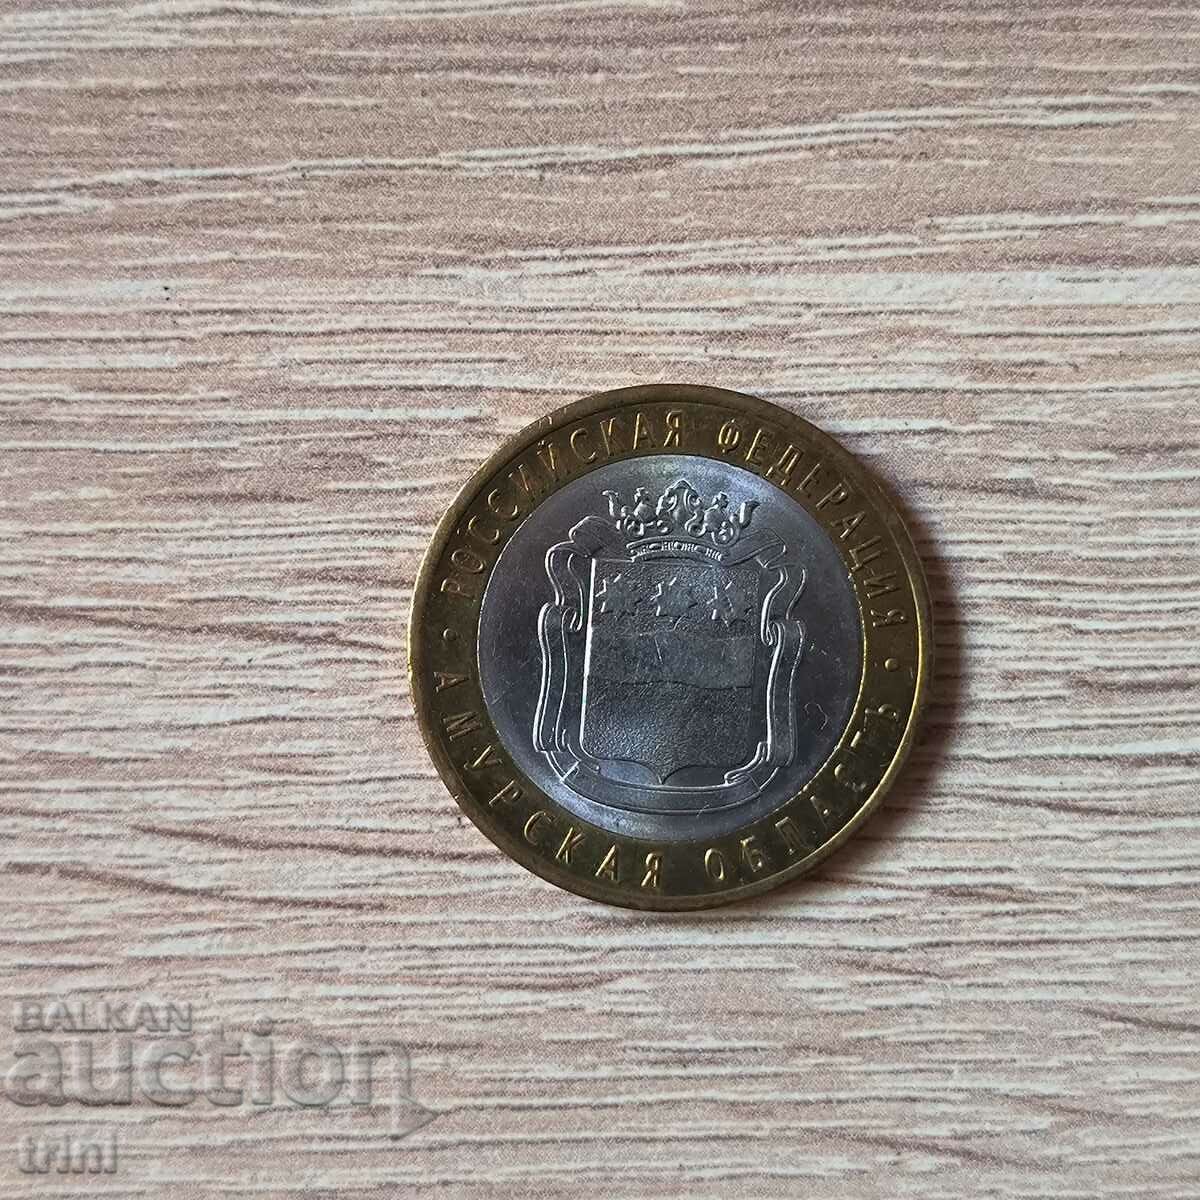 · РОССИЙСКАЯ ФЕДЕРАЦИЯ ·
АМУРСКАЯ ОБЛАСТЬ
BALKAN
auction
trini